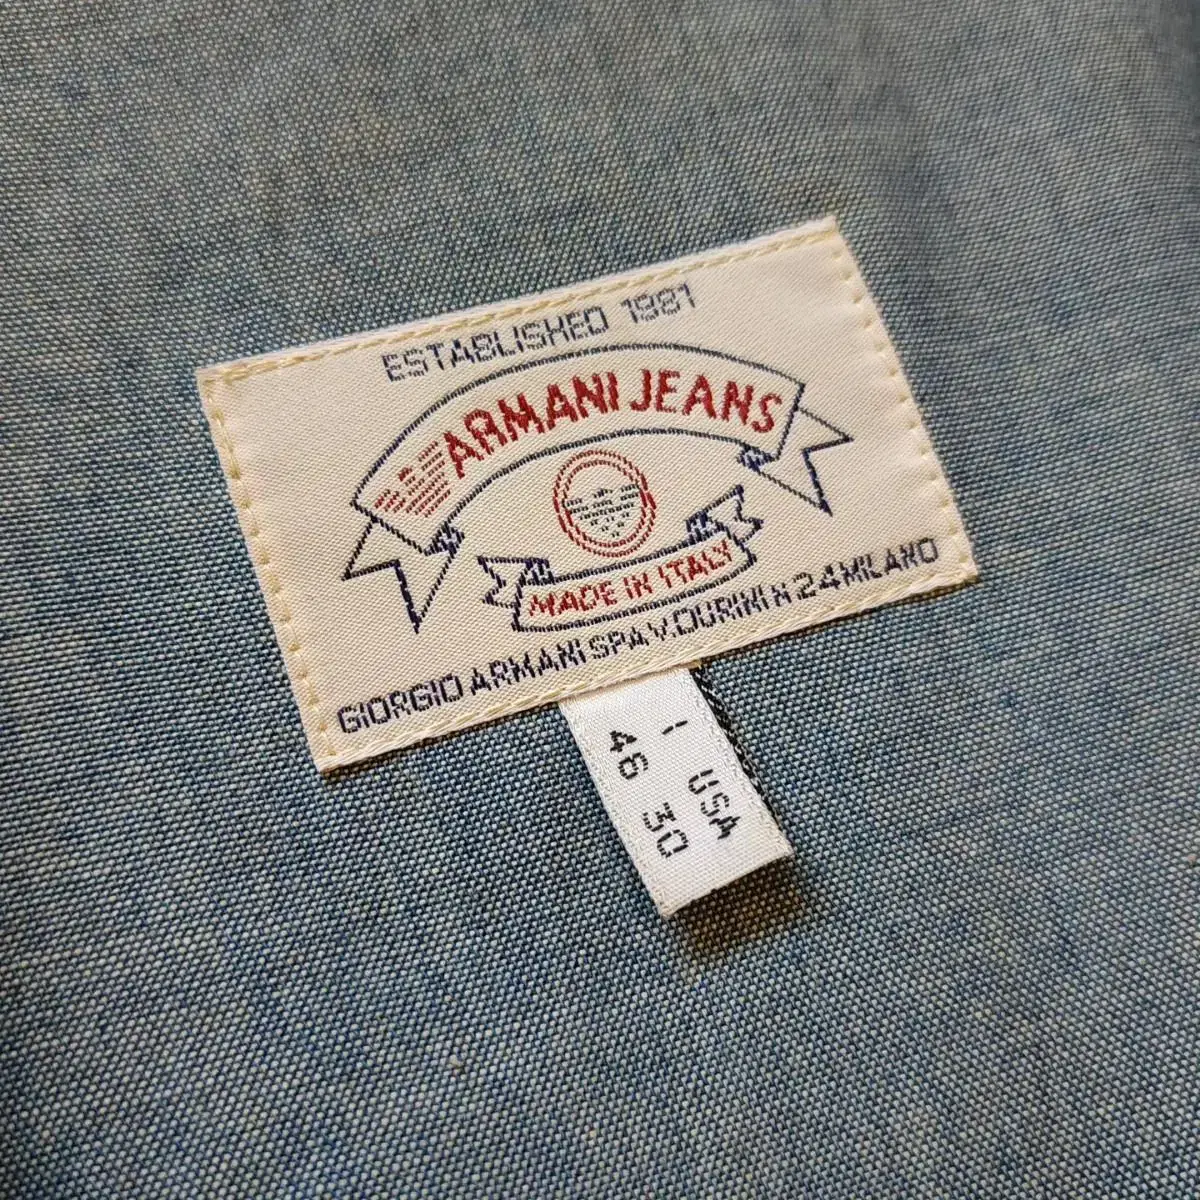 ESTABLISHED 1981
ARMANI JEANS
MADE IN ITALY
GIORGIO ARMANI SPA V. DURINI N 24 MILANO
I USA
46 30